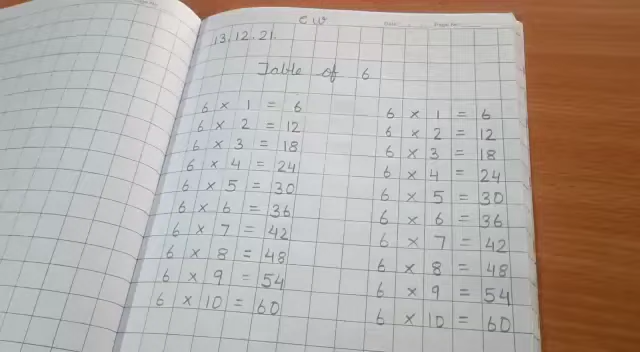 C W
13.12.21.
Table of 6
6 × 1 = 6
6 × 2 = 12
6 × 3 = 18
6 × 4 = 24
6 × 5 = 30
6 × 6 = 36
6 × 7 = 42
6 × 8 = 48
6 × 9 = 54
6 × 10 = 60
6 × 1 = 6
6 × 2 = 12
6 × 3 = 18
6 × 4 = 24
6 × 5 = 30
6 × 6 = 36
6 × 7 = 42
6 × 8 = 48
6 × 9 = 54
6 × 10 = 60